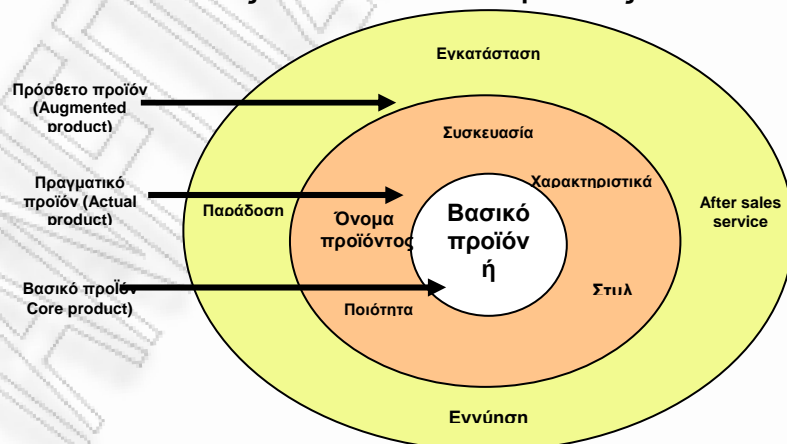 Εγκατάσταση
Πρόσθετο προϊόν
(Augmented
product)
Συσκευασία
Πραγματικό
προϊόν (Actual
product)
Χαρακτηριστικά
Παράδοση
Όνομα
προϊόντος
Βασικό
προϊόν
ή
After sales
service
Βασικό προϊόν
Core product)
Ποιότητα
Στυλ
Εγγύηση